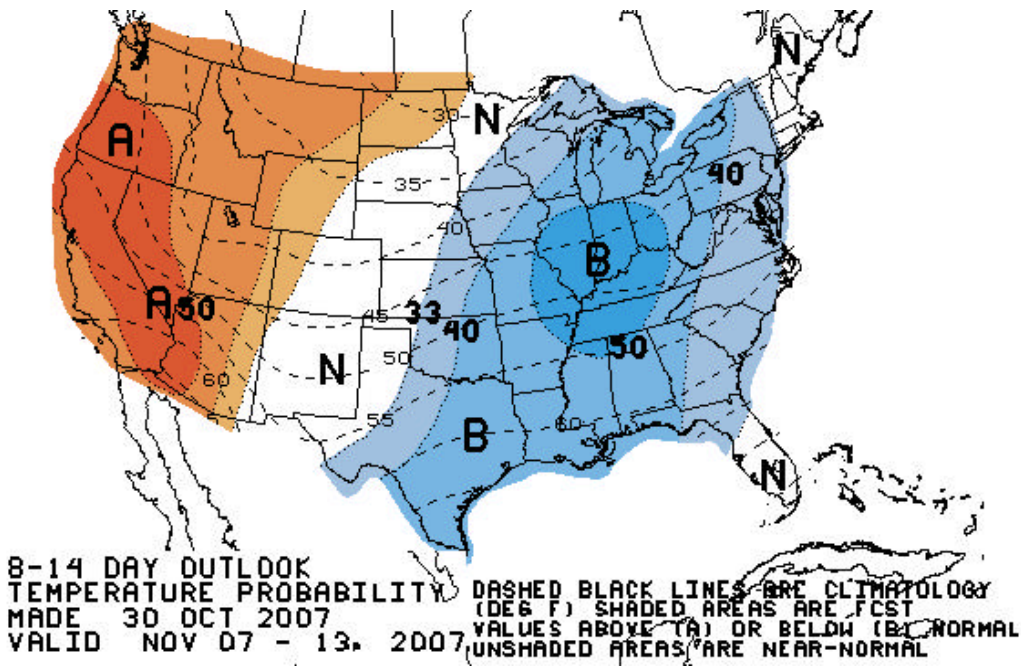 N
A
N
30
35
40
40
B
A 50
45
33
40
50
N
50
60
55
B
60
N
8-14 DAY OUTLOOK
TEMPERATURE PROBABILITY
MADE 30 OCT 2007
VALID NOV 07 - 13, 2007
DASHED BLACK LINES ARE CLIMATOLOGY
(DEG F) SHADED AREAS ARE FCST
VALUES ABOVE (A) OR BELOW (B) NORMAL
UNSHADED AREAS ARE NEAR-NORMAL